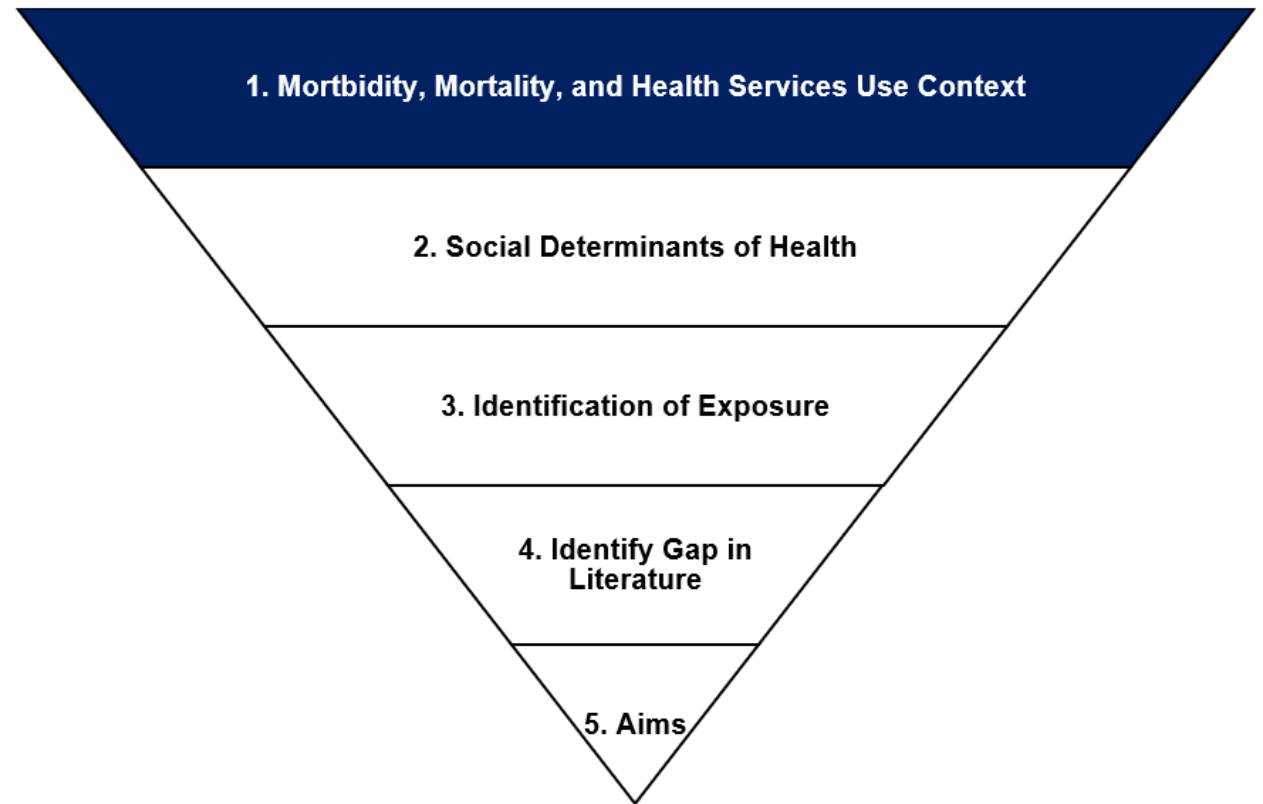 1. Mortbidity, Mortality, and Health Services Use Context
2. Social Determinants of Health
3. Identification of Exposure
4. Identify Gap in
Literature
5. Aims